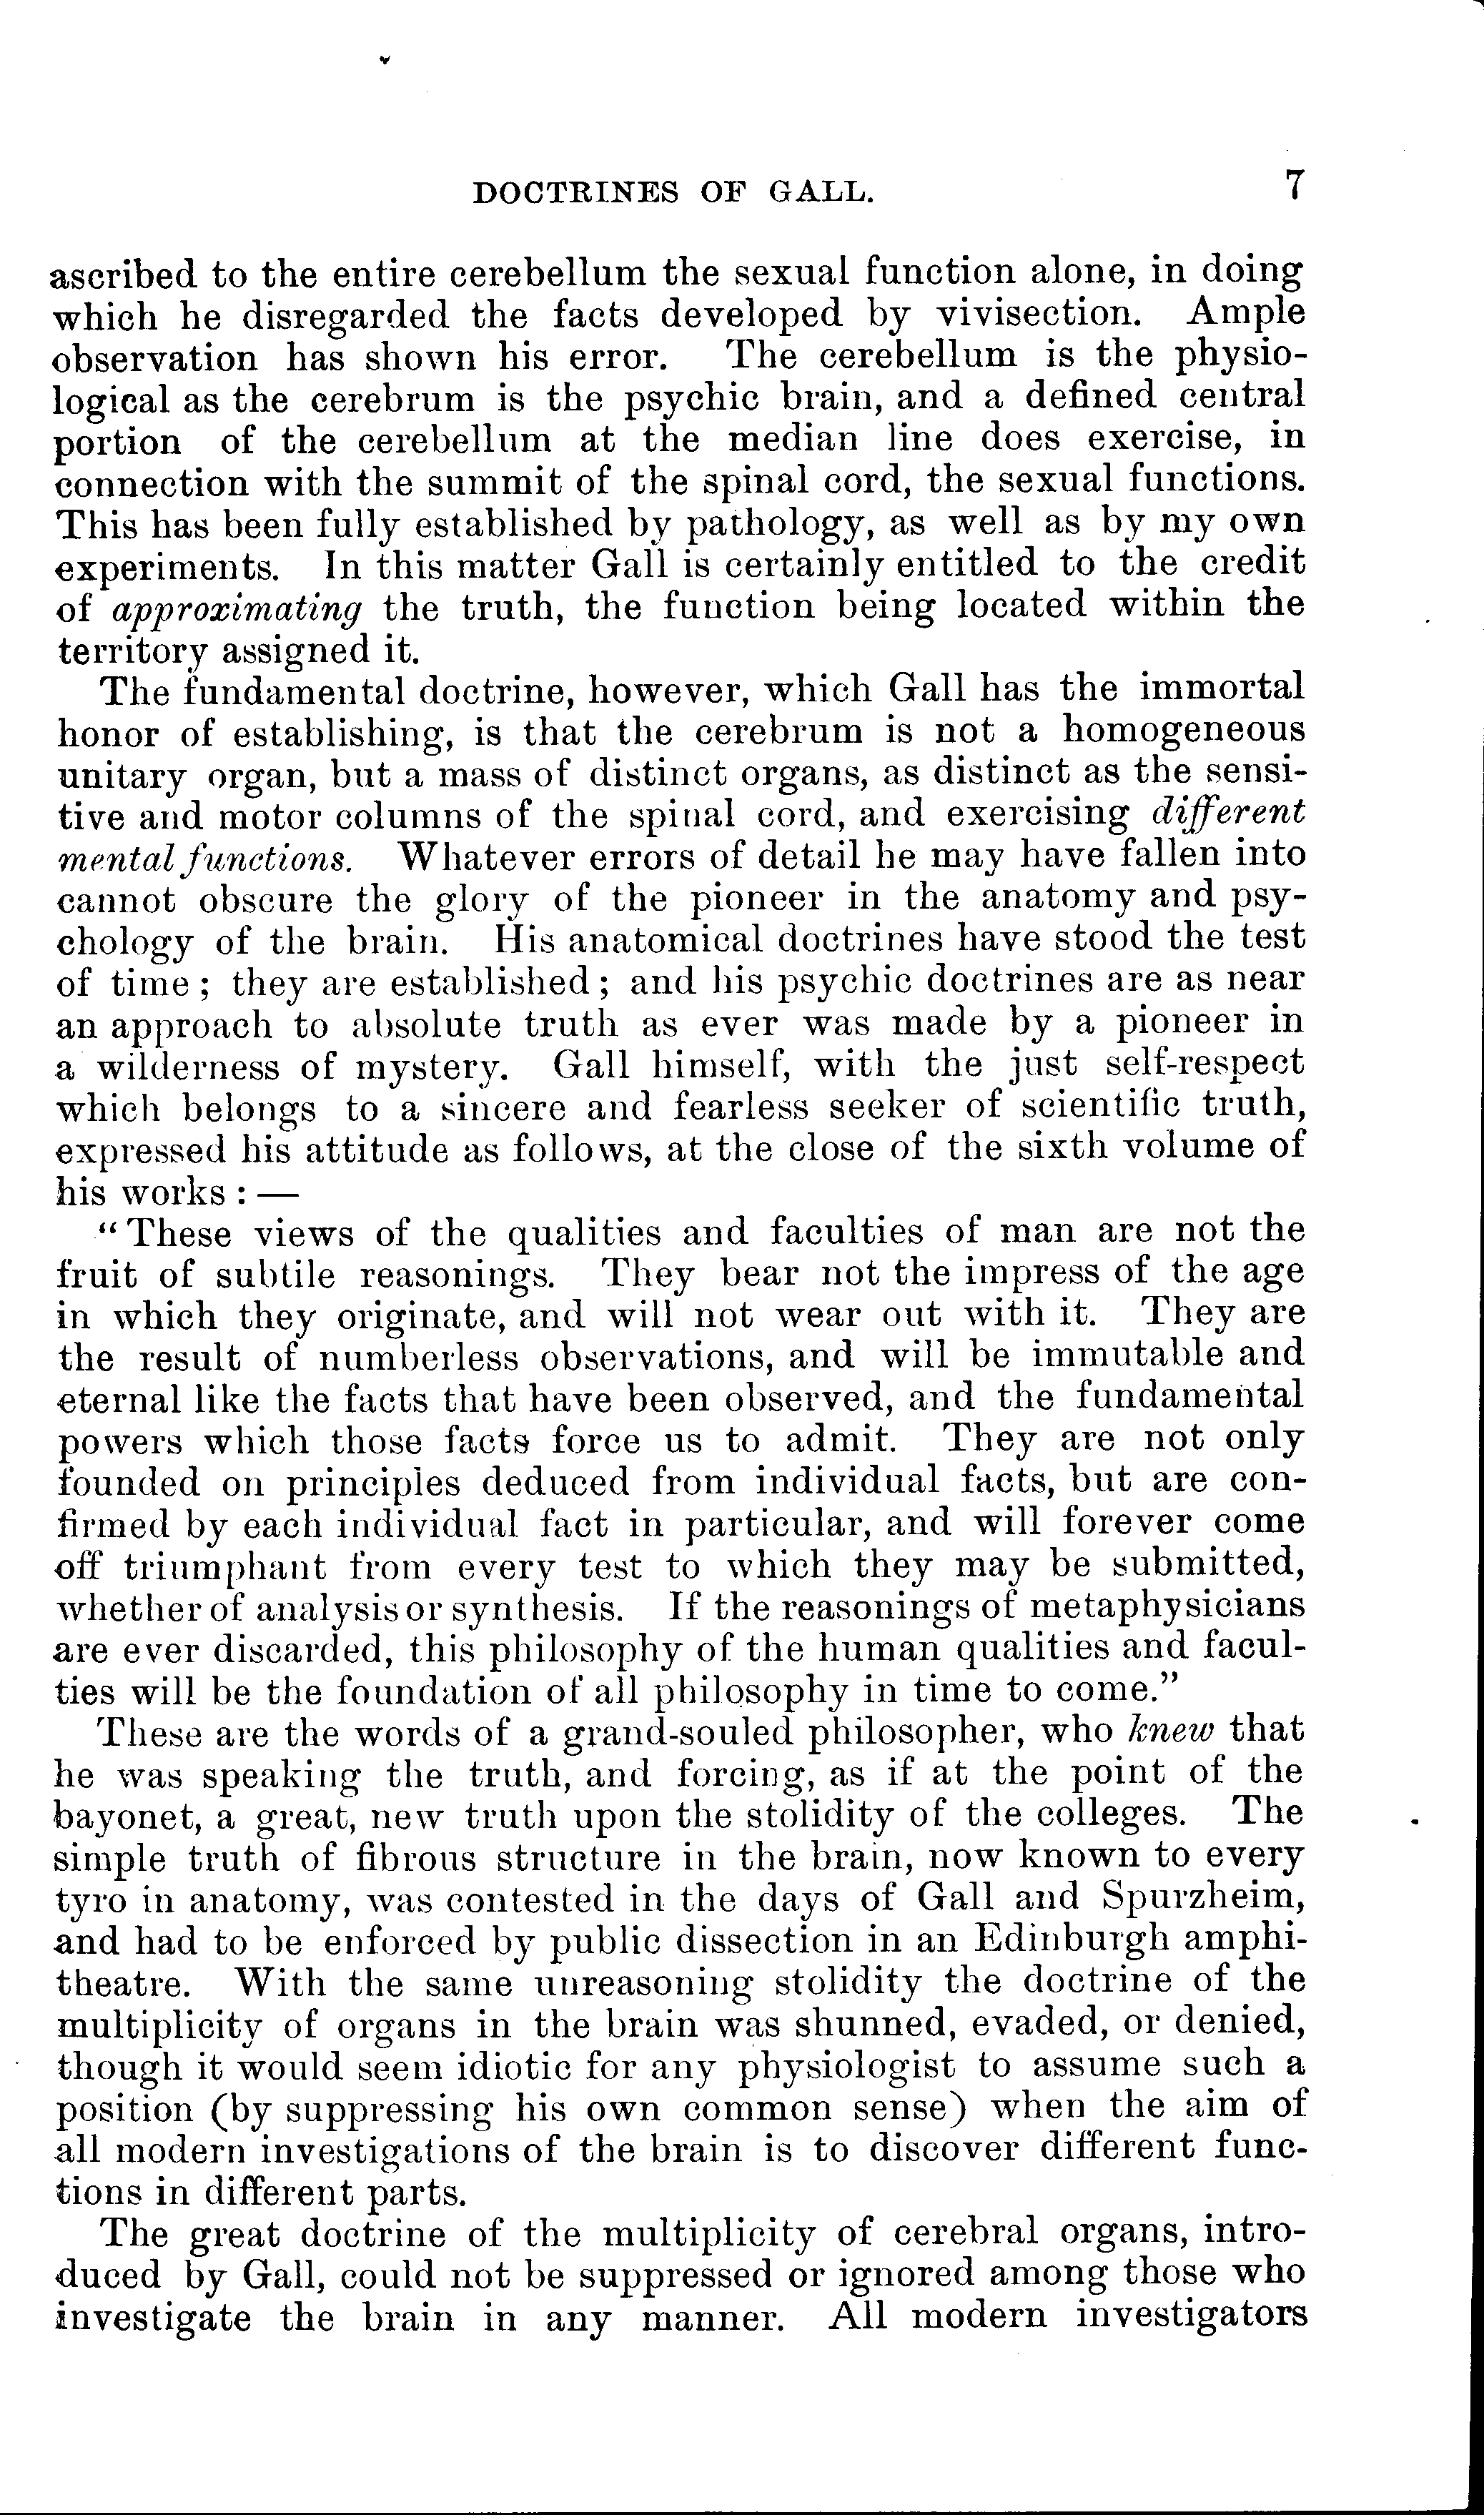 DOCTRINES OF GALL. 7
ascribed to the entire cerebellum the sexual function alone, in doing
which he disregarded the facts developed by vivisection. Ample
observation has shown his error. The cerebellum is the physio-
logical as the cerebrum is the psychic brain, and a defined central
portion of the cerebellum at the median line does exercise, in
connection with the summit of the spinal cord, the sexual functions.
This has been fully established by pathology, as well as by my own
experiments. In this matter Gall is certainly entitled to the credit
of approximating the truth, the function being located within the
territory assigned it.
The fundamental doctrine, however, which Gall has the immortal
honor of establishing, is that the cerebrum is not a homogeneous
unitary organ, but a mass of distinct organs, as distinct as the sensi-
tive and motor columns of the spinal cord, and exercising different
mental functions. Whatever errors of detail he may have fallen into
cannot obscure the glory of the pioneer in the anatomy and psy-
chology of the brain. His anatomical doctrines have stood the test
of time; they are established; and his psychic doctrines are as near
an approach to absolute truth as ever was made by a pioneer in
a wilderness of mystery. Gall himself, with the just self-respect
which belongs to a sincere and fearless seeker of scientific truth,
expressed his attitude as follows, at the close of the sixth volume of
his works: —
“These views of the qualities and faculties of man are not the
fruit of subtile reasonings. They bear not the impress of the age
in which they originate, and will not wear out with it. They are
the result of numberless observations, and will be immutable and
eternal like the facts that have been observed, and the fundamental
powers which those facts force us to admit. They are not only
founded on principles deduced from individual facts, but are con-
firmed by each individual fact in particular, and will forever come
off triumphant from every test to which they may be submitted,
whether of analysis or synthesis. If the reasonings of metaphysicians
are ever discarded, this philosophy of the human qualities and facul-
ties will be the foundation of all philosophy in time to come.”
These are the words of a grand-souled philosopher, who knew that
he was speaking the truth, and forcing, as if at the point of the
bayonet, a great, new truth upon the stolidity of the colleges. The
simple truth of fibrous structure in the brain, now known to every
tyro in anatomy, was contested in the days of Gall and Spurzheim,
and had to be enforced by public dissection in an Edinburgh amphi-
theatre. With the same unreasoning stolidity the doctrine of the
multiplicity of organs in the brain was shunned, evaded, or denied,
though it would seem idiotic for any physiologist to assume such a
position (by suppressing his own common sense) when the aim of
all modern investigations of the brain is to discover different func-
tions in different parts.
The great doctrine of the multiplicity of cerebral organs, intro-
duced by Gall, could not be suppressed or ignored among those who
investigate the brain in any manner. All modern investigators